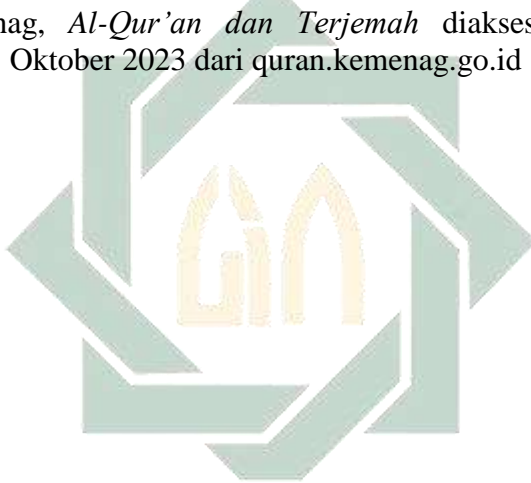 nag, Al-Qur’an dan Terjemah diakses
Oktober 2023 dari quran.kemenag.go.id